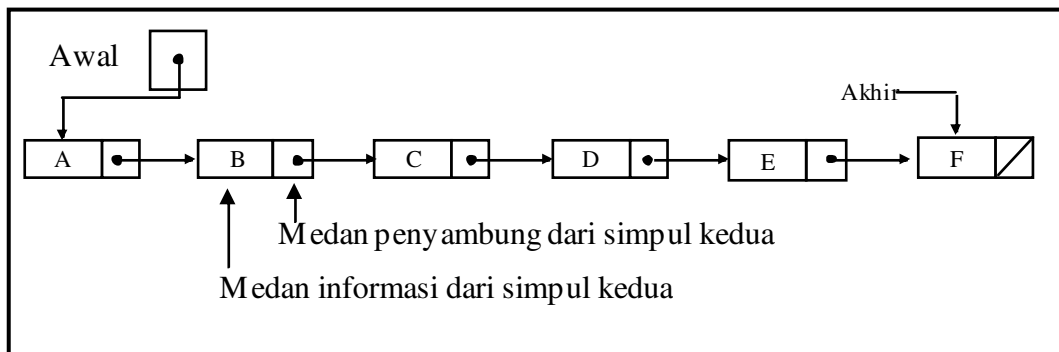 Awal
Akhir
A B C D E F
Medan penyambung dari simpul kedua
Medan informasi dari simpul kedua